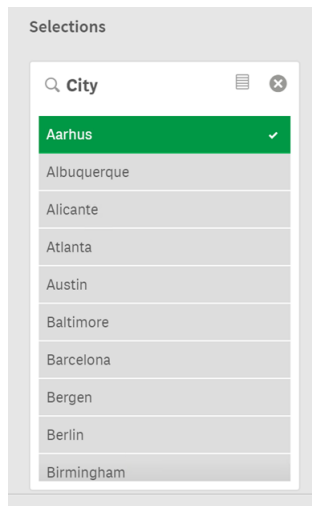 Selections
City
Aarhus
Albuquerque
Alicante
Atlanta
Austin
Baltimore
Barcelona
Bergen
Berlin
Birmingham